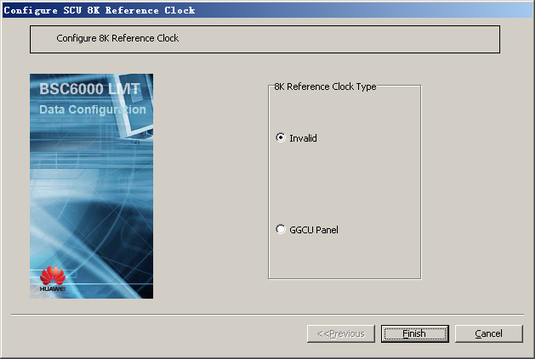 Configure SCU 8K Reference Clock
Configure 8K Reference Clock
BSC6000 LMT
Data Configuration
HUAWEI
8K Reference Clock Type
Invalid
GGCU Panel
<<Previous
Finish
Cancel